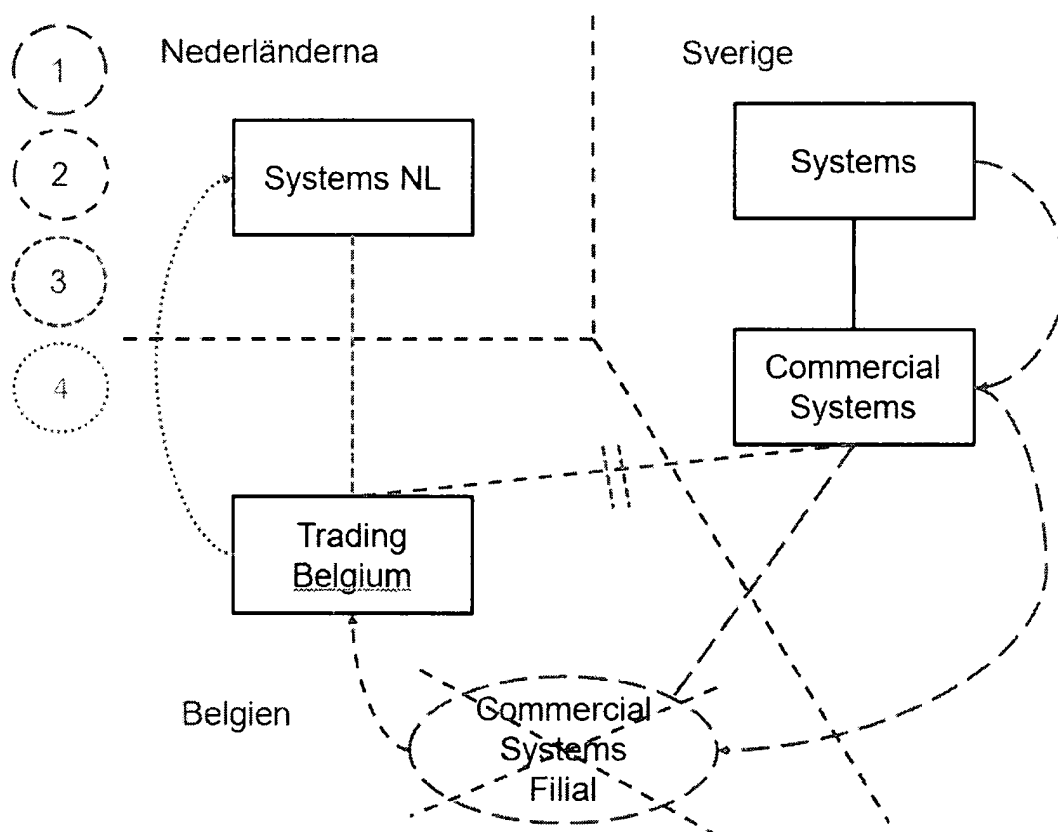 1
2
3
4
Nederländerna
Sverige
Systems NL
Systems
Commercial
Systems
Trading
Belgium
Belgien
Commercial
Systems
Filial